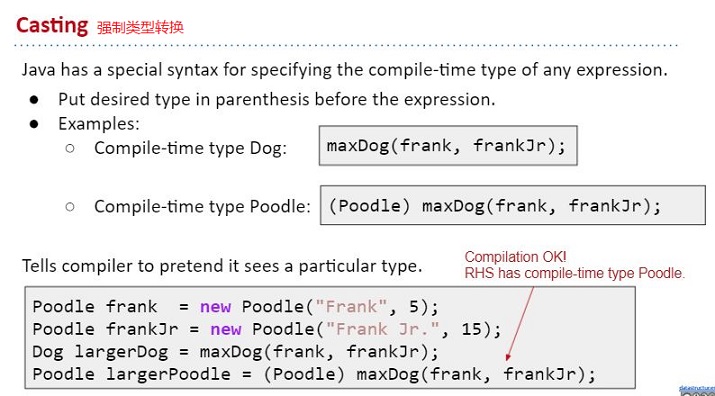 Casting 强制类型转换
Java has a special syntax for specifying the compile-time type of any expression.
● Put desired type in parenthesis before the expression.
● Examples:
○ Compile-time type Dog: maxDog(frank, frankJr);
○ Compile-time type Poodle: (Poodle) maxDog(frank, frankJr);
Compilation OK!
RHS has compile-time type Poodle.
Tells compiler to pretend it sees a particular type.
Poodle frank  = new Poodle("Frank", 5);
Poodle frankJr = new Poodle("Frank Jr.", 15);
Dog largerDog = maxDog(frank, frankJr);
Poodle largerPoodle = (Poodle) maxDog(frank, frankJr);